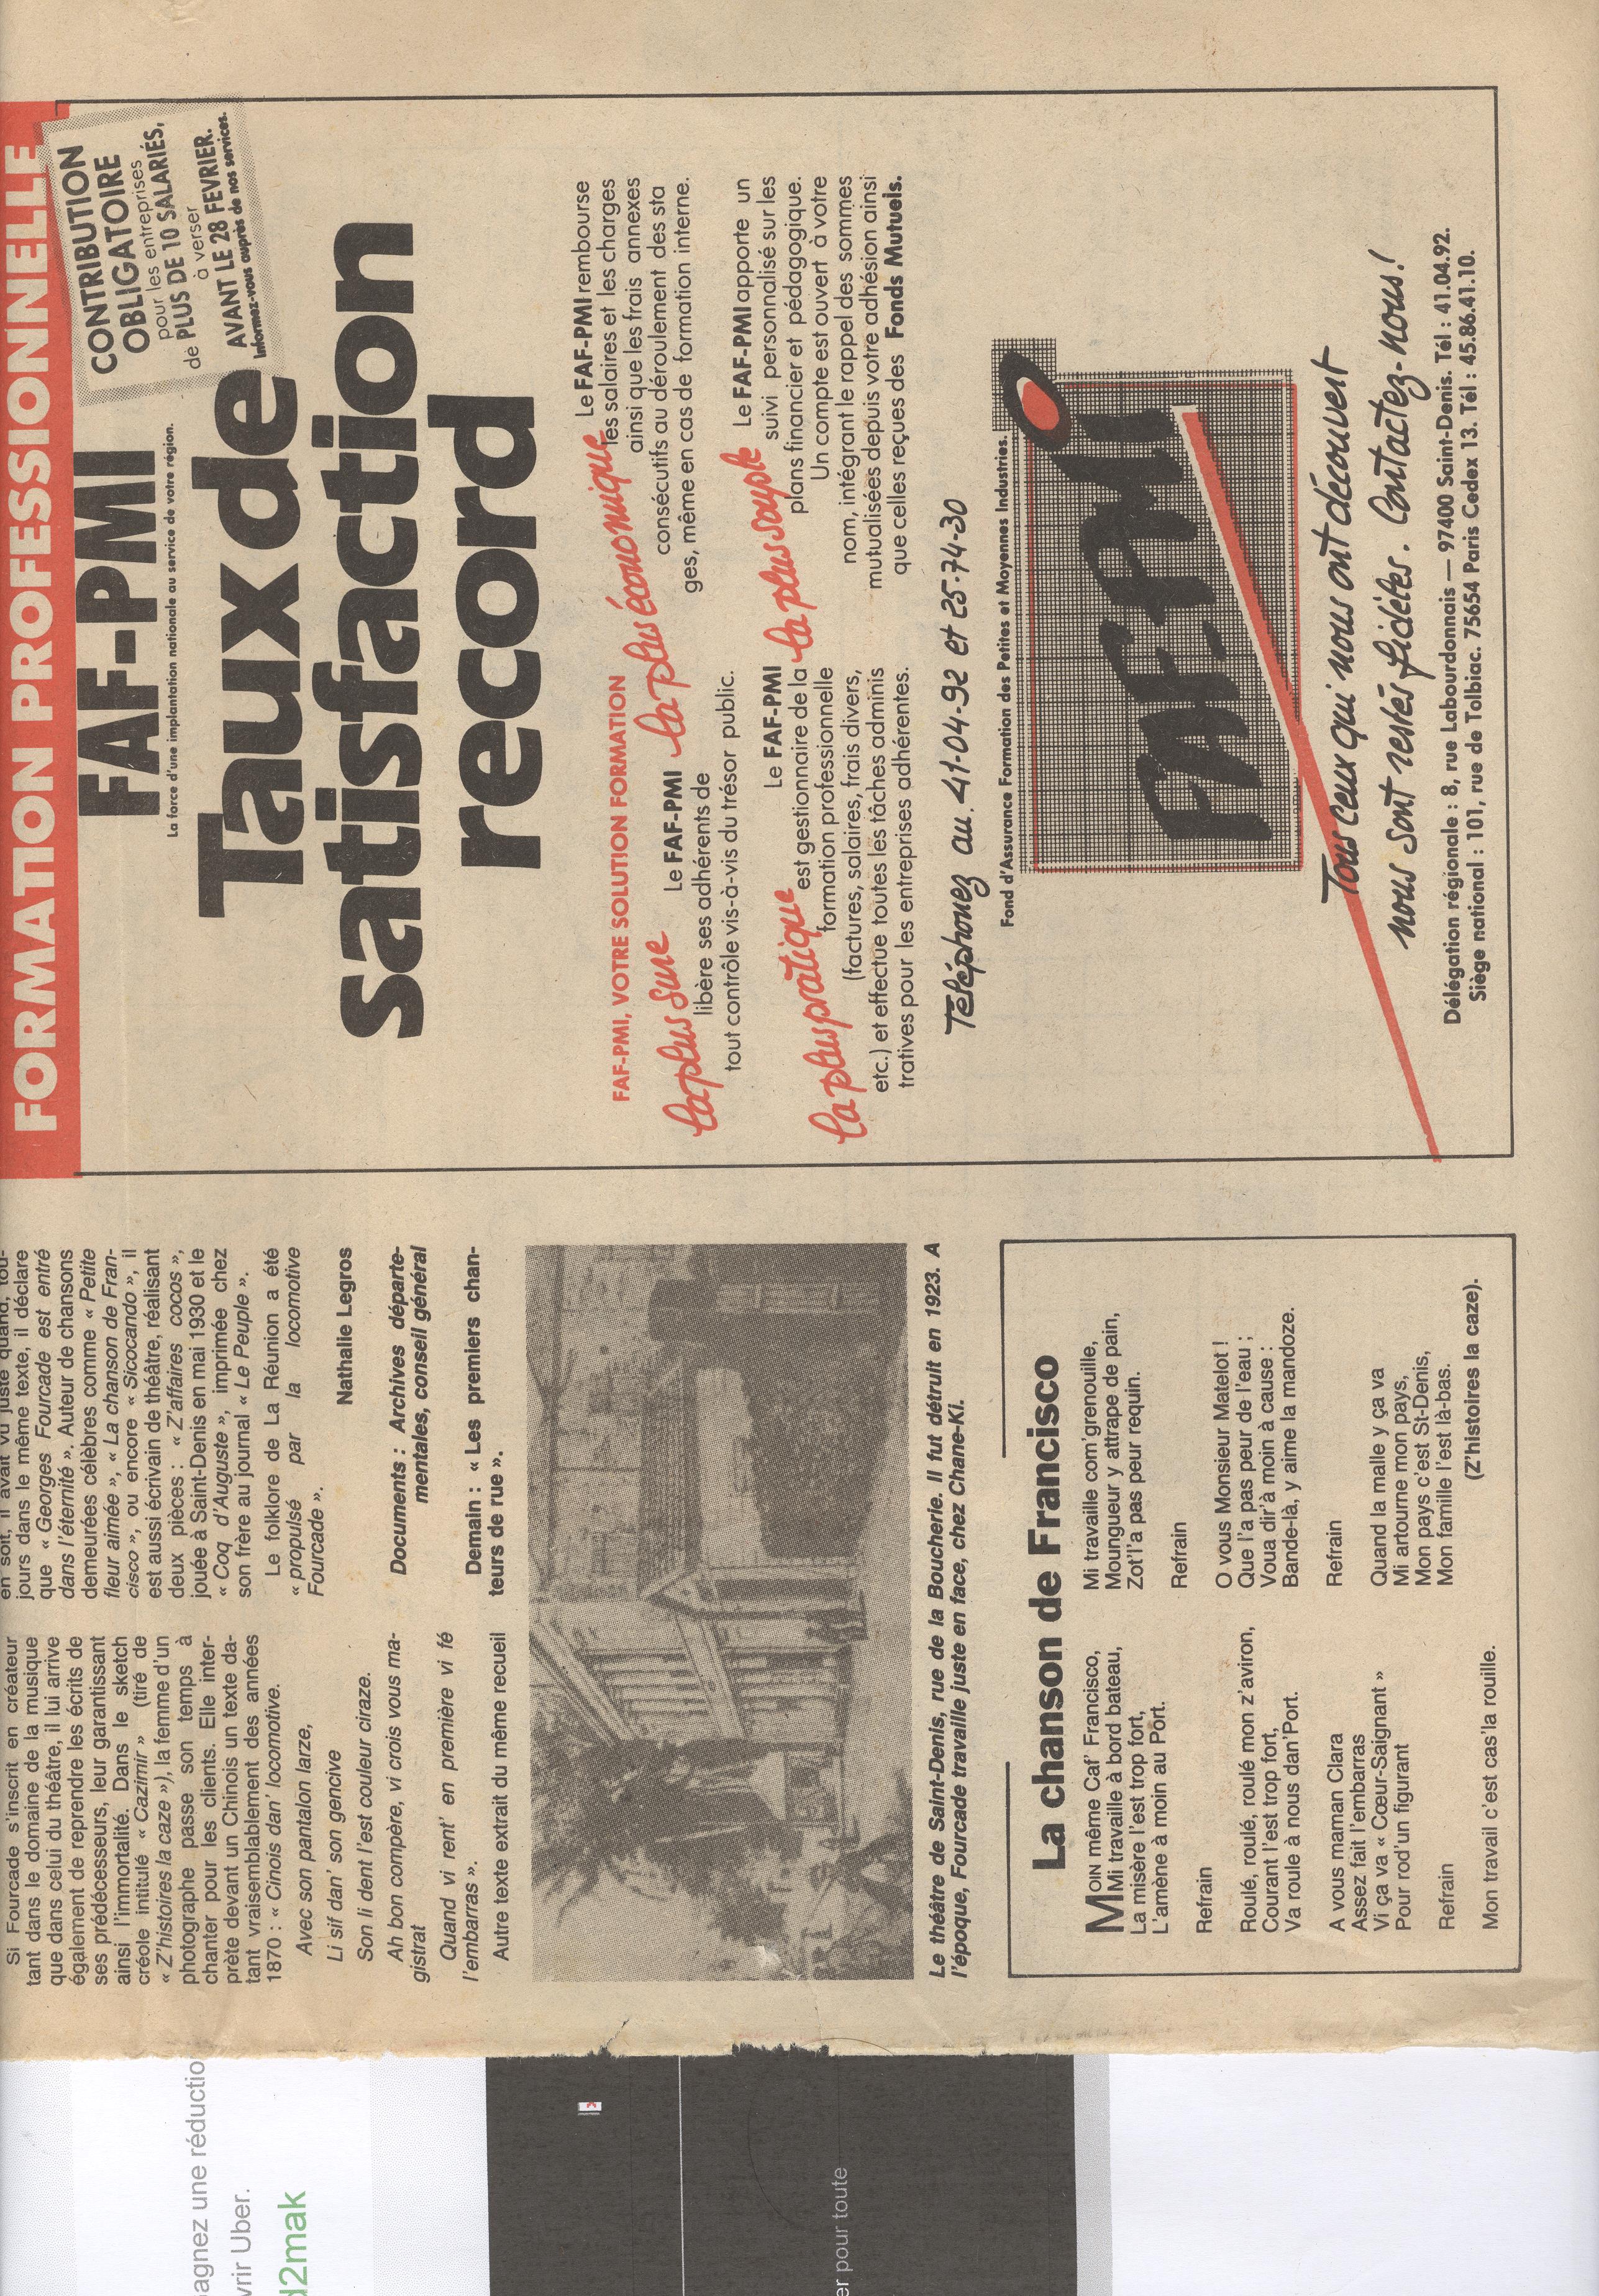 Si Fourcade s'inscrit en créateur
tant dans le domaine de la musique
que dans celui du théâtre, il lui arrive
également de reprendre les écrits de
ses prédécesseurs, leur garantissant
ainsi l'immortalité. Dans le sketch
créole intitulé « Cazimir » (tiré de
« Z'histoires la caze »), la femme d'un
photographe passe son temps à
chanter pour les clients. Elle inter-
prète devant un Chinois un texte da-
tant vraisemblablement des années
1870 : « Cinois dan' locomotive.
Avec son pantalon larze,
Li sif dan' son gencive
Son li dent l'est couleur ciraze.
Ah bon compère, vi crois vous ma-
gistrat
Quand vi rent' en première vi fé
l'embarras ».
Autre texte extrait du même recueil
en soit, il avait vu juste quand, tou-
jours dans le même texte, il déclare
que « Georges Fourcade est entré
dans l'éternité ». Auteur de chansons
demeurées célèbres comme « Petite
fleur aimée », « La chanson de Fran-
cisco », ou encore « Sicocando », il
est aussi écrivain de théâtre, réalisant
deux pièces : « Z'affaires cocos »,
jouée à Saint-Denis en mai 1930 et le
« Coq d'Auguste », imprimée chez
son frère au journal « Le Peuple ».
Le folklore de La Réunion a été
« propulsé par la locomotive
Fourcade ».
Nathalie Legros
Documents : Archives départe-
mentales, conseil général
Demain : « Les premiers chan-
teurs de rue ».
Le théâtre de Saint-Denis, rue de la Boucherie. Il fut détruit en 1923. A
l'époque, Fourcade travaille juste en face, chez Chane-Ki.
La chanson de Francisco
MOIN même Caf' Francisco,
Mi travaille à bord bateau,
La misère l'est trop fort,
L'amène à moin au Port.
Refrain
Roulé, roulé, roulé mon z'aviron,
Courant l'est trop fort,
Va roule à nous dan'Port.
A vous maman Clara
Assez fait l'embarras
Vi ça va « Cœur-Saignant »
Pour rod'un figurant
Refrain
Mon travail c'est cas'la rouille.
Mi travaille com'grenouille,
Moungueur y attrape de pain,
Zot'l'a pas peur requin.
Refrain
O vous Monsieur Matelot !
Que l'a pas peur de l'eau ;
Voua dir'à moin à cause :
Bande-là, y aime la mandoze.
Refrain
Quand la malle y ça va
Mi artourne mon pays,
Mon pays c'est St-Denis,
Mon famille l'est là-bas.
(Z'histoires la caze).
FORMATION PROFESSIONNELLE
FAF-PMI
La force d'une implantation nationale au service de votre région.
CONTRIBUTION
OBLIGATOIRE
pour les entreprises
de PLUS DE 10 SALARIÉS,
à verser
AVANT LE 28 FEVRIER.
Informez-vous auprès de nos services.
Taux de
satisfaction
record
FAF-PMI, VOTRE SOLUTION FORMATION
la plus sure
Le FAF-PMI
libère ses adhérents de
tout contrôle vis-à-vis du trésor public.
la plus économique
Le FAF-PMI rembourse
les salaires et les charges
ainsi que les frais annexes
consécutifs au déroulement des sta
ges, même en cas de formation interne.
la plus pratique
Le FAF-PMI
est gestionnaire de la
formation professionnelle
(factures, salaires, frais divers,
etc.) et effectue toutes les tâches adminis
tratives pour les entreprises adhérentes.
la plus souple
Le FAF-PMI apporte un
suivi personnalisé sur les
plans financier et pédagogique.
Un compte est ouvert à votre
nom, intégrant le rappel des sommes
mutualisées depuis votre adhésion ainsi
que celles reçues des Fonds Mutuels.
Téléphonez au. 41-04-92 et 25-74-30
Fond d'Assurance Formation des Petites et Moyennes Industries.
FAF-PMI
Tous ceux qui nous ont découvert
nous sont restés fidèles. Contactez-nous!
Délégation régionale : 8, rue Labourdonnais — 97400 Saint-Denis. Tél : 41.04.92.
Siège national : 101, rue de Tolbiac. 75654 Paris Cedex 13. Tél : 45.86.41.10.
agnez une réductio
vrir Uber.
d2mak
er pour toute